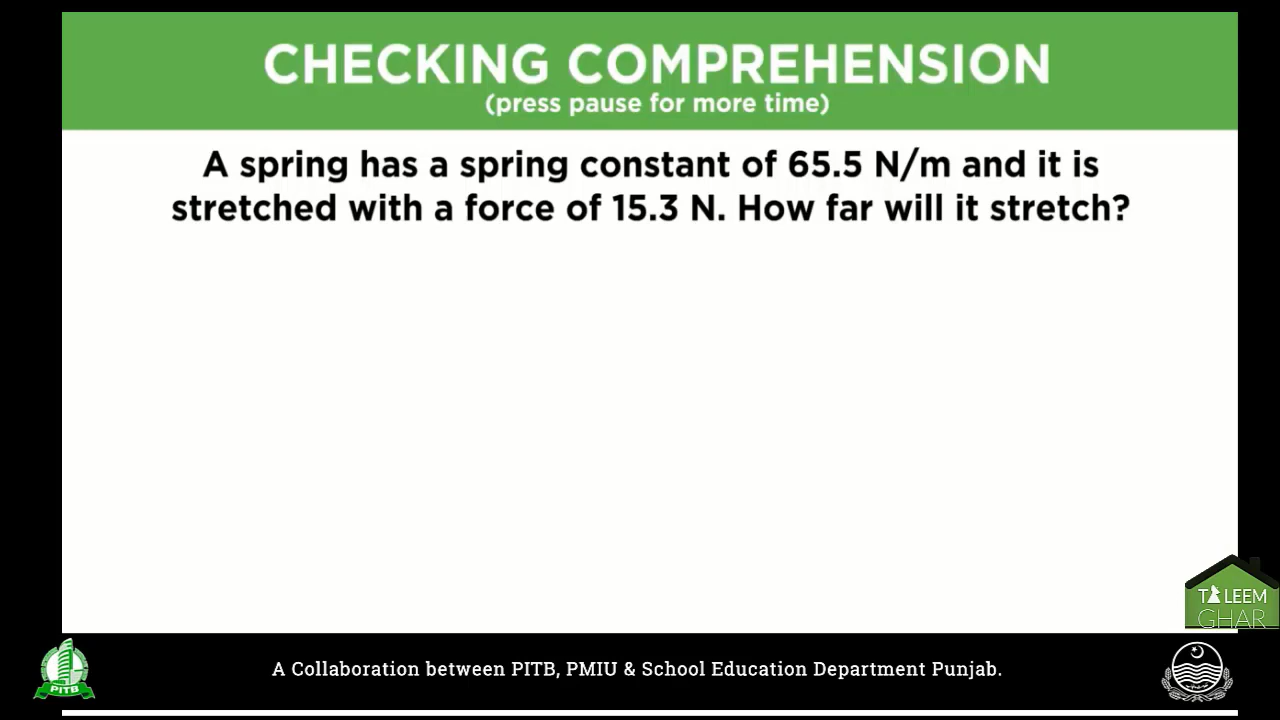 CHECKING COMPREHENSION
(press pause for more time)
A spring has a spring constant of 65.5 N/m and it is
stretched with a force of 15.3 N. How far will it stretch?
TALEEM
GHAR
PITB
A Collaboration between PITB, PMIU & School Education Department Punjab.